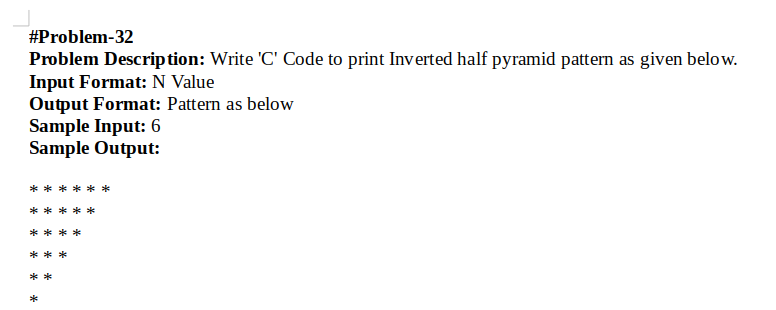 #Problem-32
Problem Description: Write 'C' Code to print Inverted half pyramid pattern as given below.
Input Format: N Value
Output Format: Pattern as below
Sample Input: 6
Sample Output:
* * * * * *
* * * * *
* * * *
* * *
* *
*